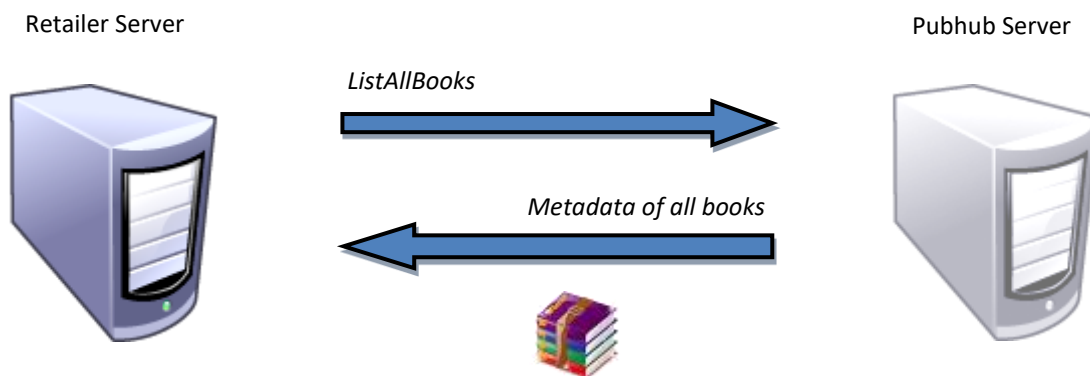 Retailer Server
Pubhub Server
ListAllBooks
Metadata of all books